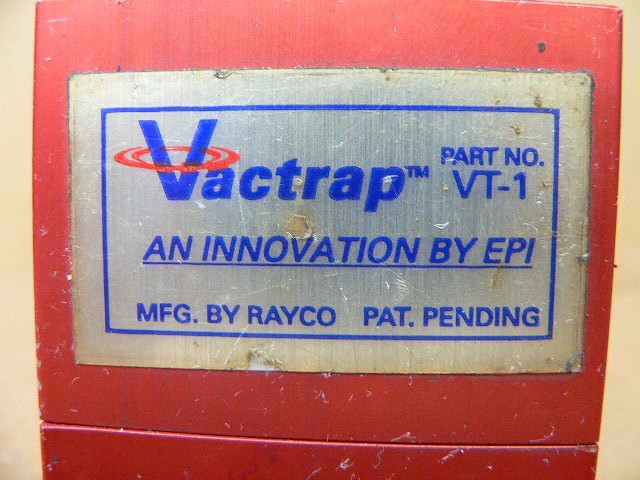 Vactrap™
PART NO.
VT-1
AN INNOVATION BY EPI
MFG. BY RAYCO PAT. PENDING